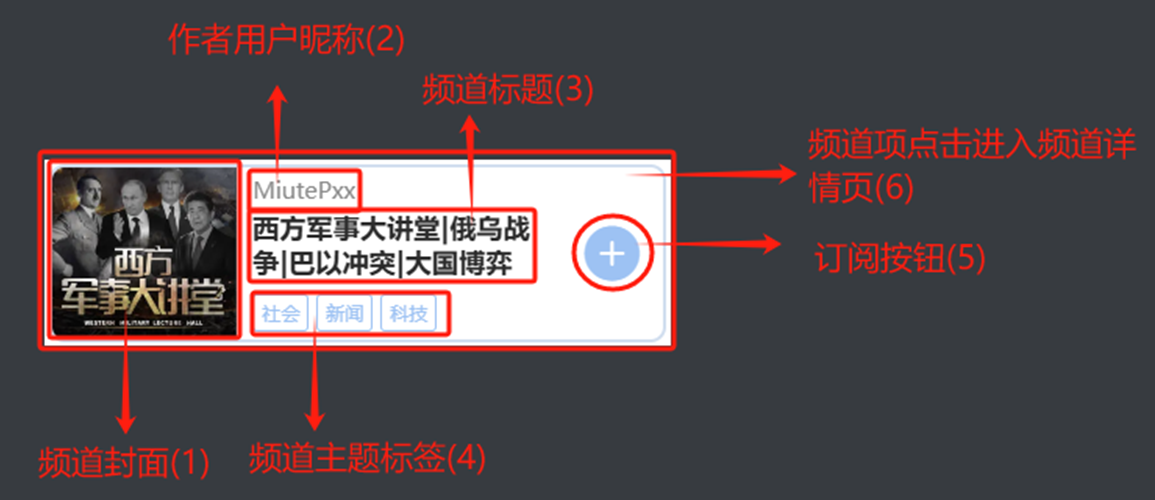 作者用户昵称(2)
频道标题(3)
频道项点击进入频道详
情页(6)
MiutePxx
西方军事大讲堂|俄乌战
争|巴以冲突|大国博弈
订阅按钮(5)
西方
军事大讲堂
WESTERN MILITARY LECTURE HALL
社会 新闻 科技
频道封面(1)
频道主题标签(4)